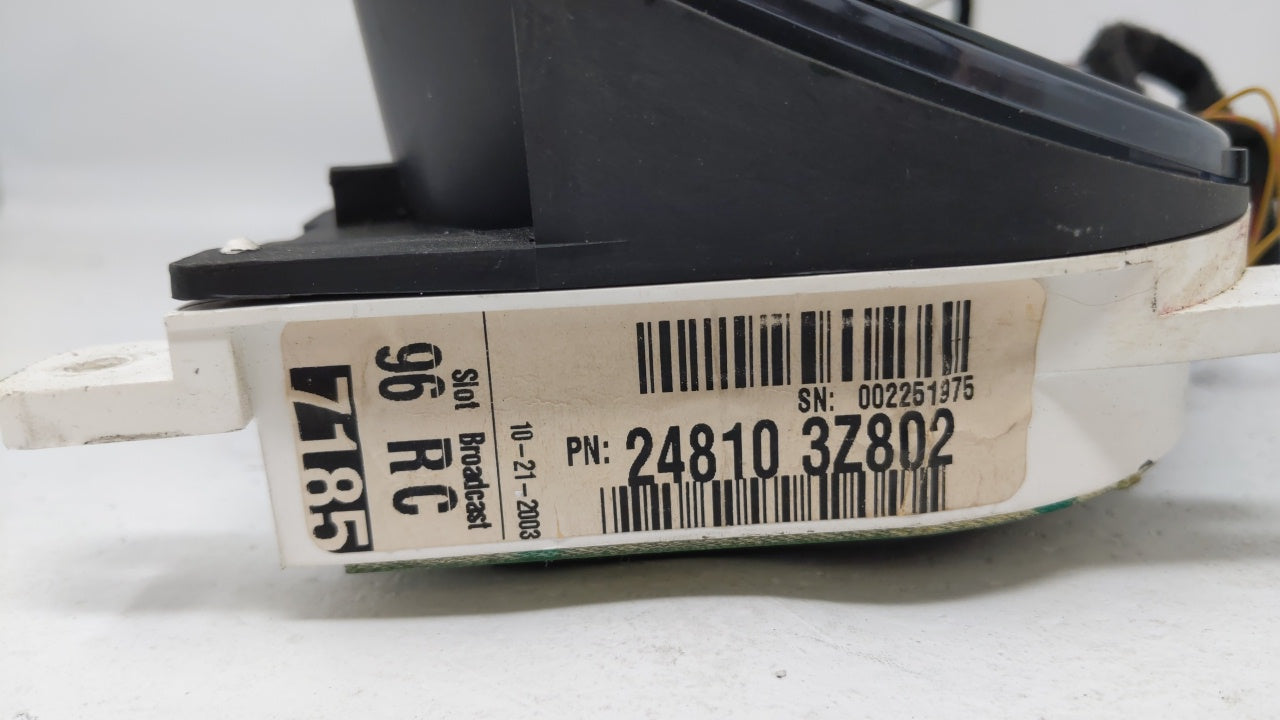 SN: 002251975
PN: 24810 3Z802
10-21-2003
Slot Broadcast
96 RC
7185